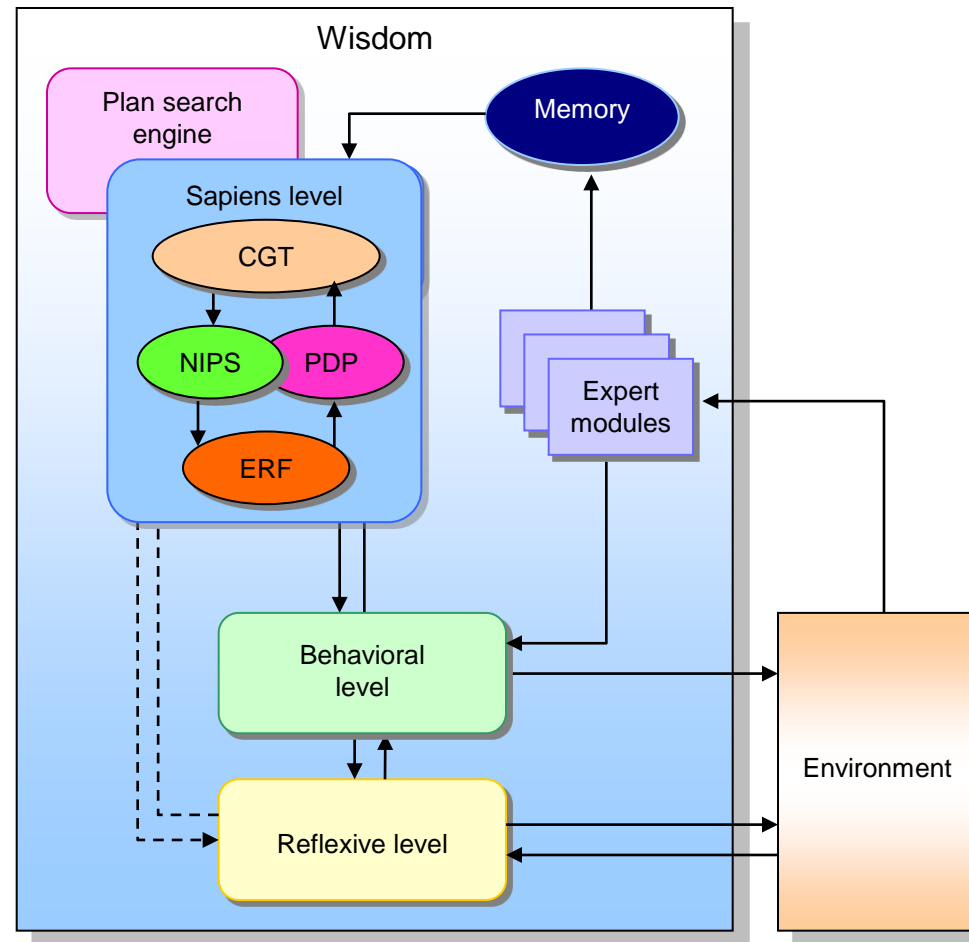 Wisdom
Plan search
engine
Memory
Sapiens level
CGT
NIPS
PDP
ERF
Expert
modules
Behavioral
level
Environment
Reflexive level